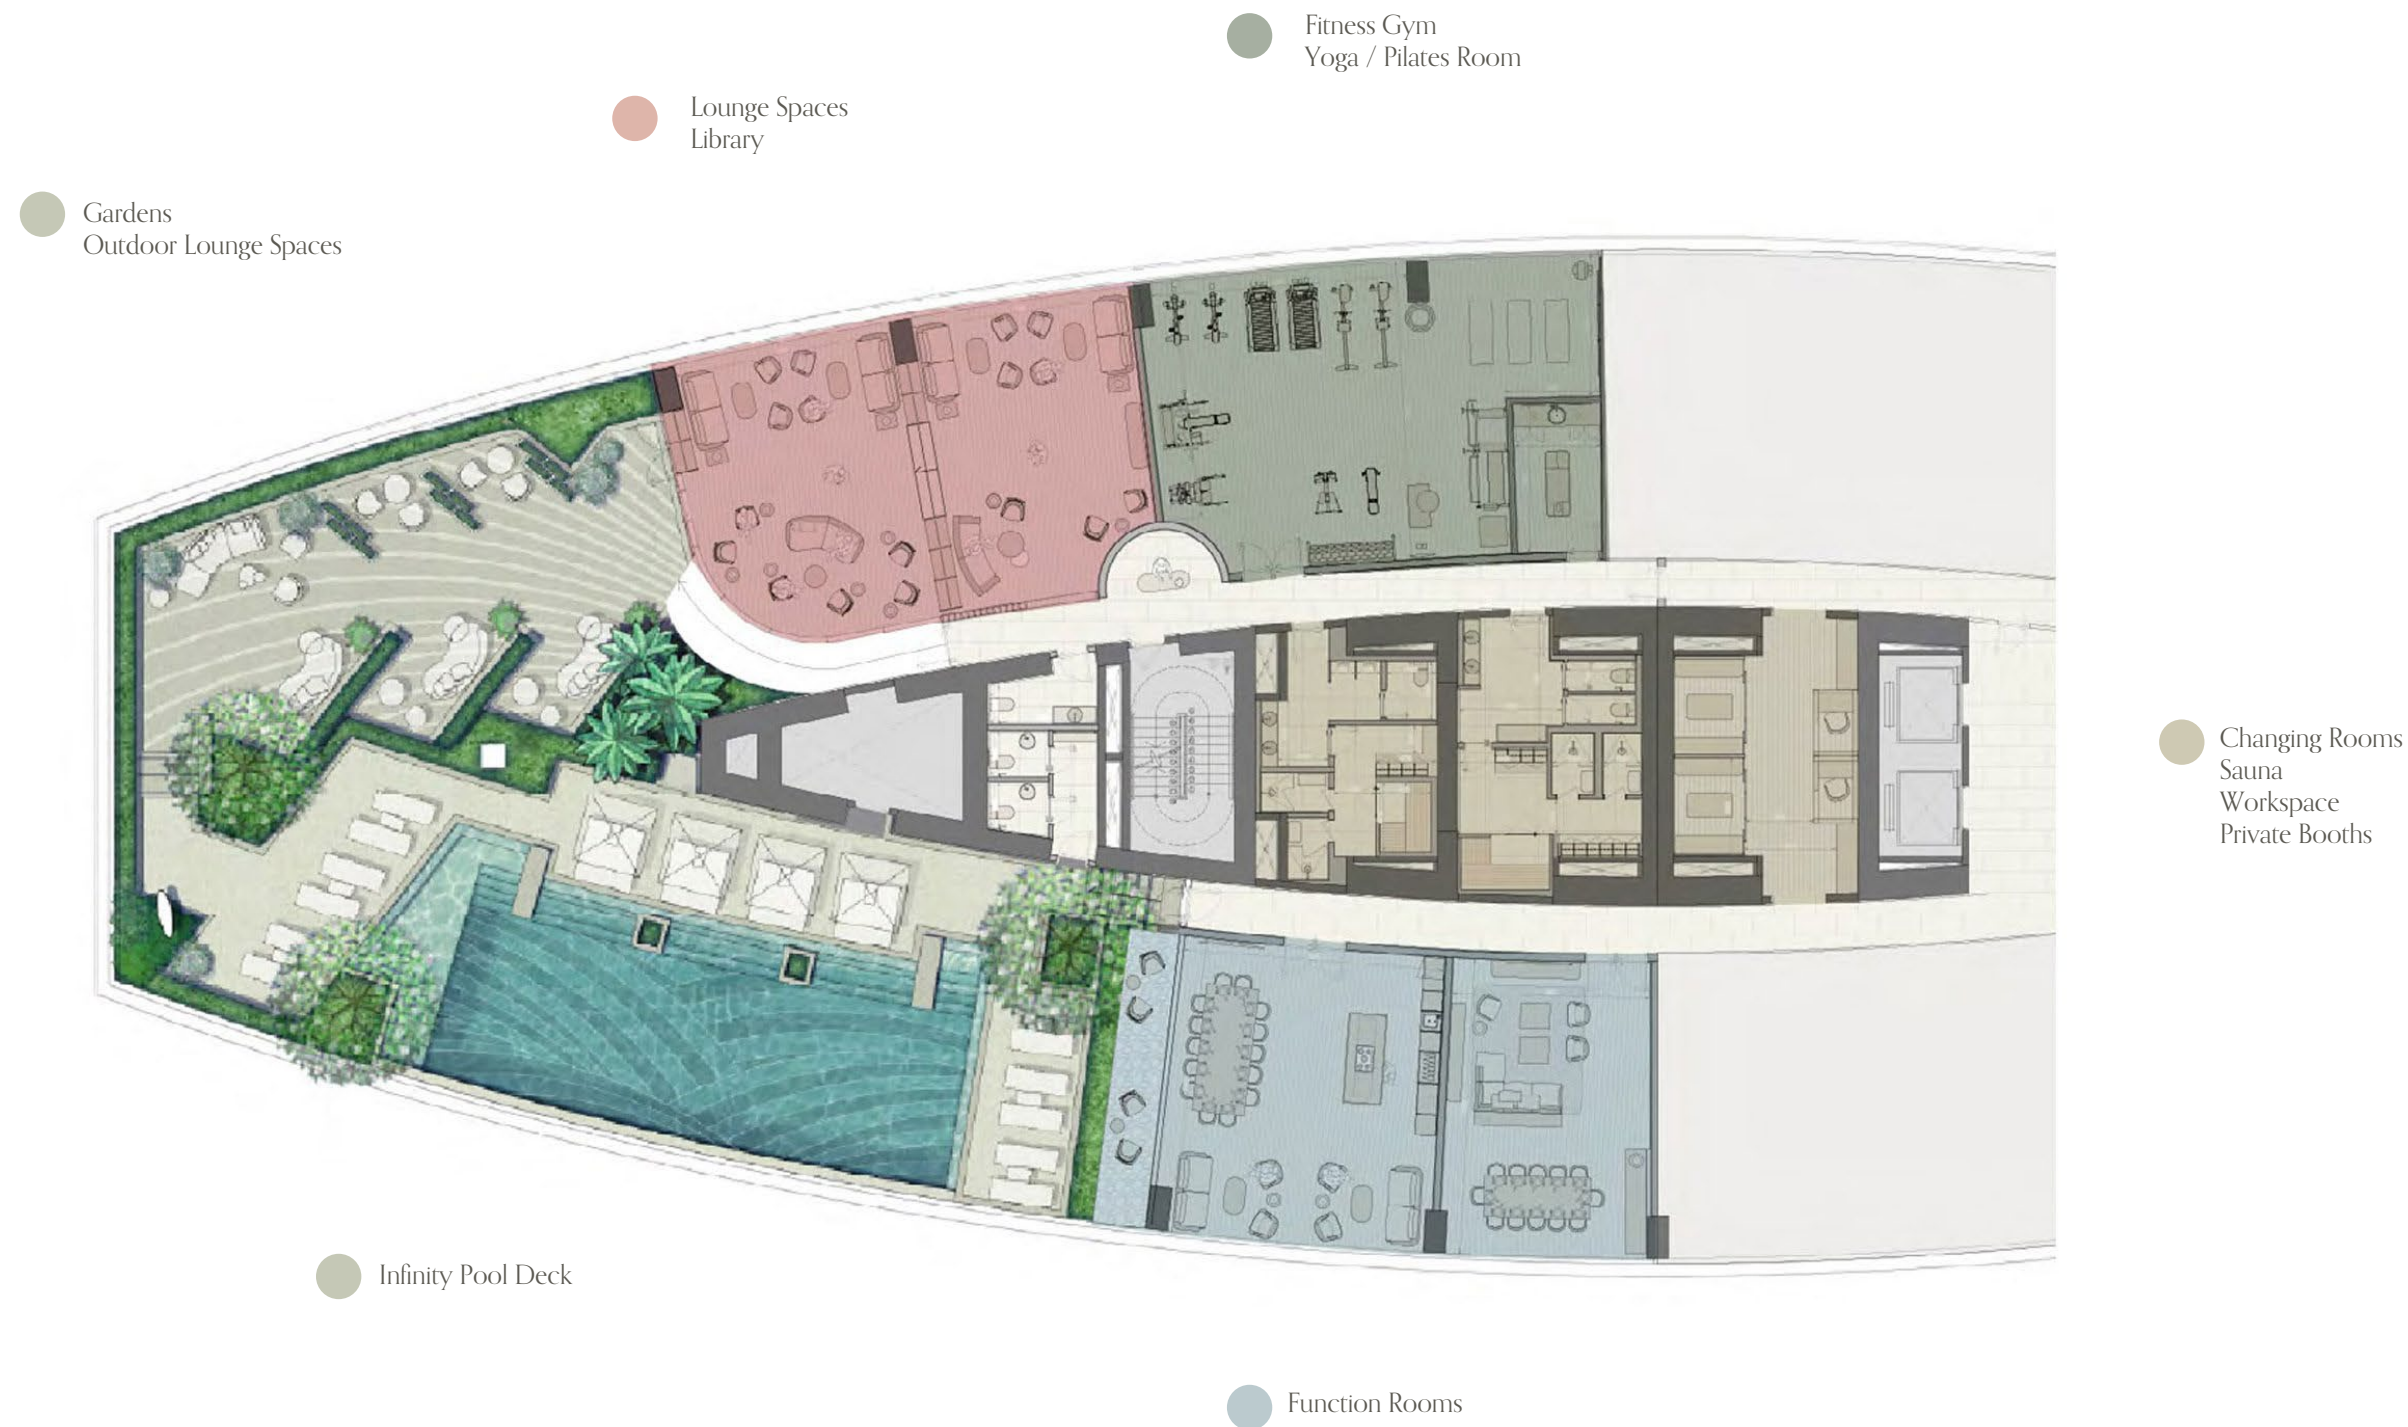 Fitness Gym
Yoga / Pilates Room
Lounge Spaces
Library
Gardens
Outdoor Lounge Spaces
Changing Rooms
Sauna
Workspace
Private Booths
Infinity Pool Deck
Function Rooms